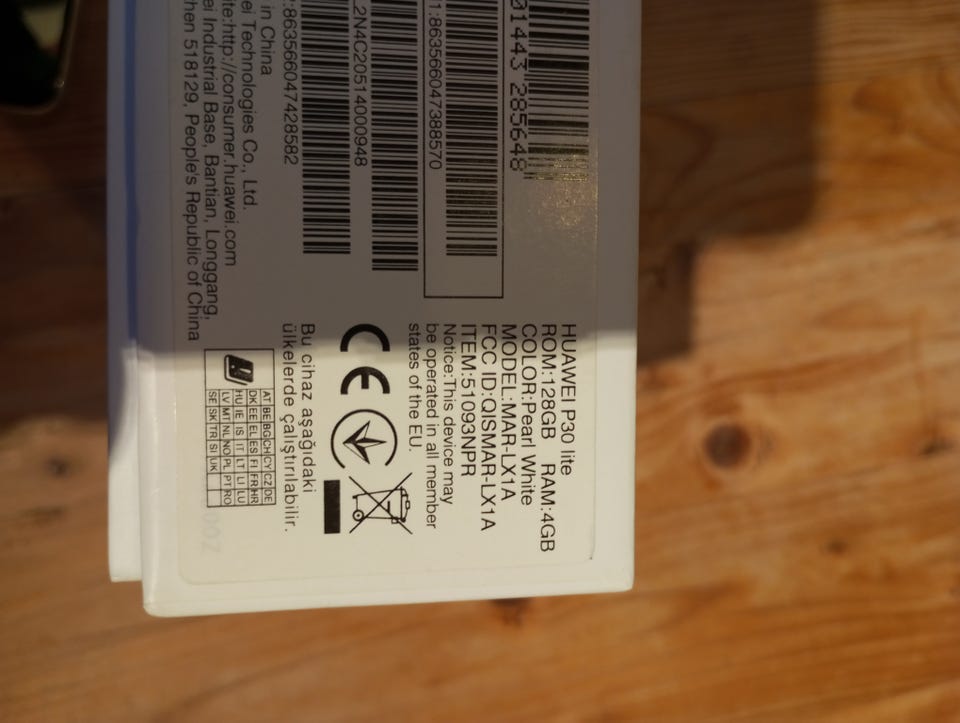 HUAWEI P30 lite
ROM:128GB RAM:4GB
COLOR:Pearl White
MODEL:MAR-LX1A
FCC ID:QISMAR-LX1A
ITEM:51093NPR
Notice:This device may
be operated in all member
states of the EU.
CE
Bu cihaz aşağıdaki
ülkelerde çalıştırılabilir.
AT BE BG CH CY CZ DE
DK EE EL ES FI FR HR
HU IE IS IT LT LI LU
LV MT NL NO PL PT RO
SE SK TR SI UK
01443 285648
1:863566047388570
2N4C20514000948
:863566047428582
in China
ei Technologies Co., Ltd.
ite:http://consumer.huawei.com
ei Industrial Base, Bantian, Longgang,
hen 518129, People's Republic of China